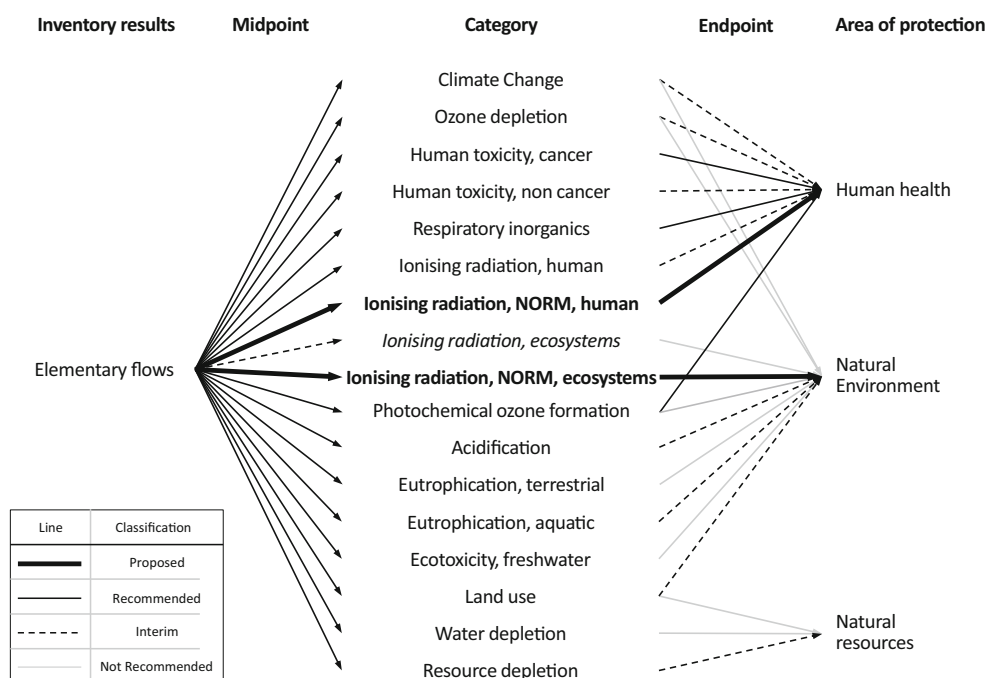 Inventory results Midpoint Category Endpoint Area of protection
Climate Change
Ozone depletion
Human toxicity, cancer
Human toxicity, non cancer
Respiratory inorganics
Ionising radiation, human
Ionising radiation, NORM, human
Ionising radiation, ecosystems
Ionising radiation, NORM, ecosystems
Photochemical ozone formation
Acidification
Eutrophication, terrestrial
Eutrophication, aquatic
Ecotoxicity, freshwater
Land use
Water depletion
Resource depletion
Elementary flows
Human health
Natural
Environment
Natural
resources
Line Classification
Proposed
Recommended
Interim
Not Recommended